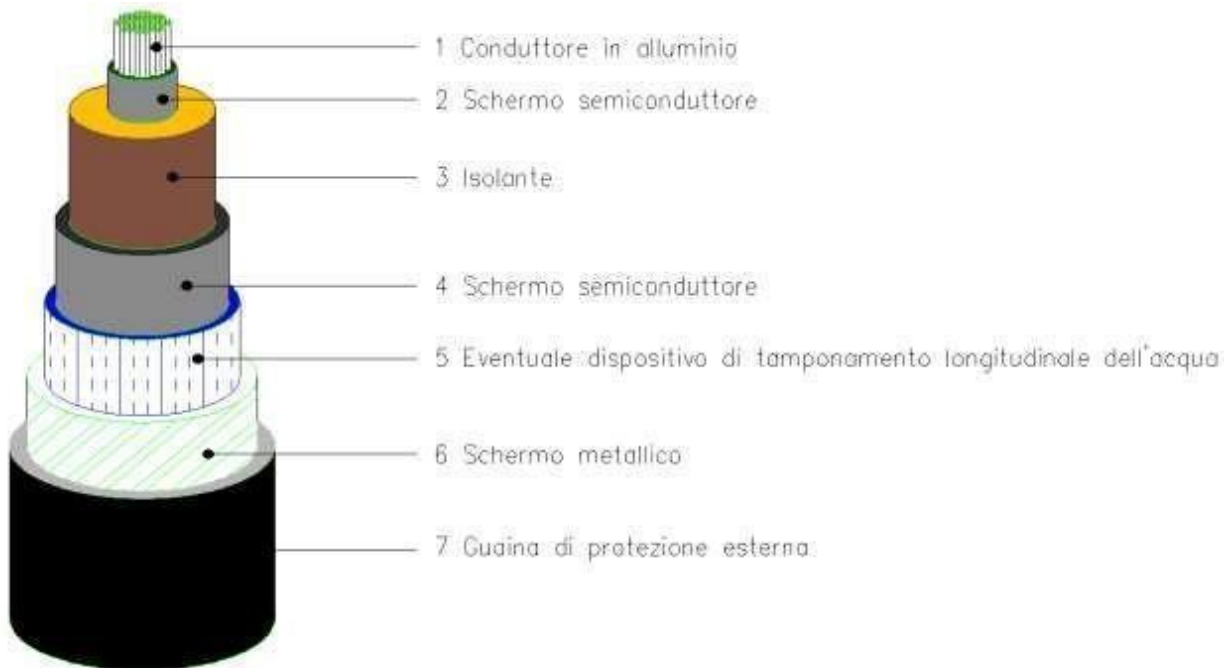 1 Conduttore in alluminio
2 Schermo semiconduttore
3 Isolante
4 Schermo semiconduttore
5 Eventuale dispositivo di tamponamento longitudinale dell'acqua
6 Schermo metallico
7 Guaina di protezione esterna